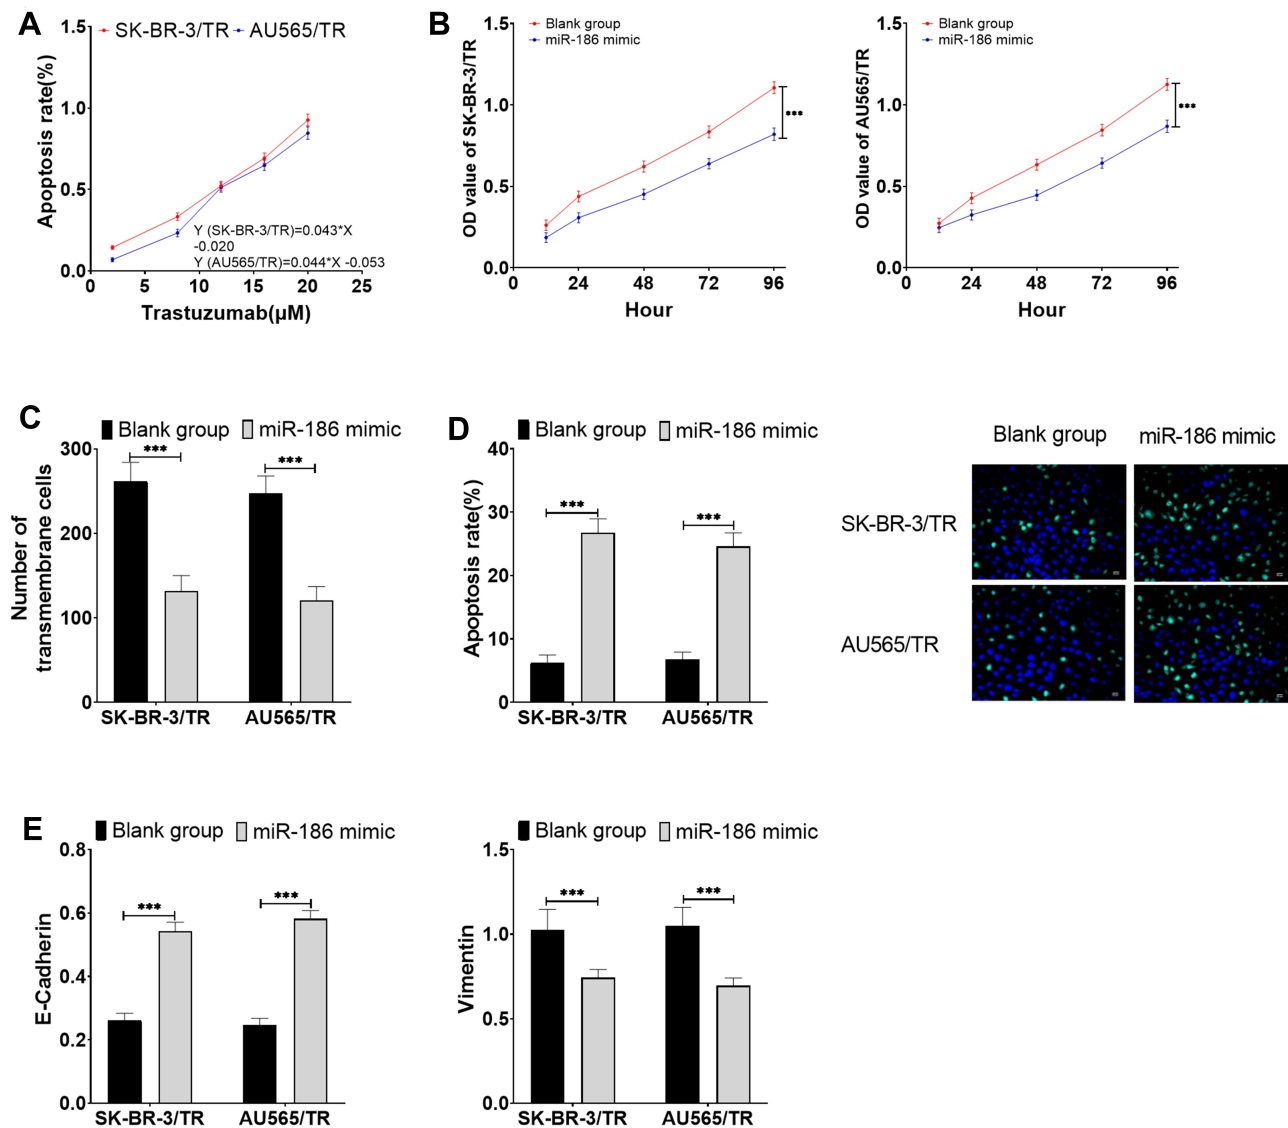 A
1.5
SK-BR-3/TR
AU565/TR
1.0
0.5
0.0
Apoptosis rate(%)
Y (SK-BR-3/TR)=0.043*X
-0.020
Y (AU565/TR)=0.044*X -0.053
0 5 10 15 20 25
Trastuzumab(μM)
B
1.5
1.0
0.5
0.0
OD value of SK-BR-3/TR
Blank group
miR-186 mimic
***
0 24 48 72 96
Hour
1.5
1.0
0.5
0.0
OD value of AU565/TR
Blank group
miR-186 mimic
***
0 24 48 72 96
Hour
C
Blank group miR-186 mimic
300
200
100
0
Number of
transmembrane cells
*** ***
SK-BR-3/TR AU565/TR
D
Blank group miR-186 mimic
40
30
20
10
0
Apoptosis rate(%)
*** ***
SK-BR-3/TR AU565/TR
Blank group miR-186 mimic
SK-BR-3/TR
AU565/TR
E
Blank group miR-186 mimic
0.8
0.6
0.4
0.2
0.0
E-Cadherin
*** ***
SK-BR-3/TR AU565/TR
Blank group miR-186 mimic
1.5
1.0
0.5
0.0
Vimentin
*** ***
SK-BR-3/TR AU565/TR